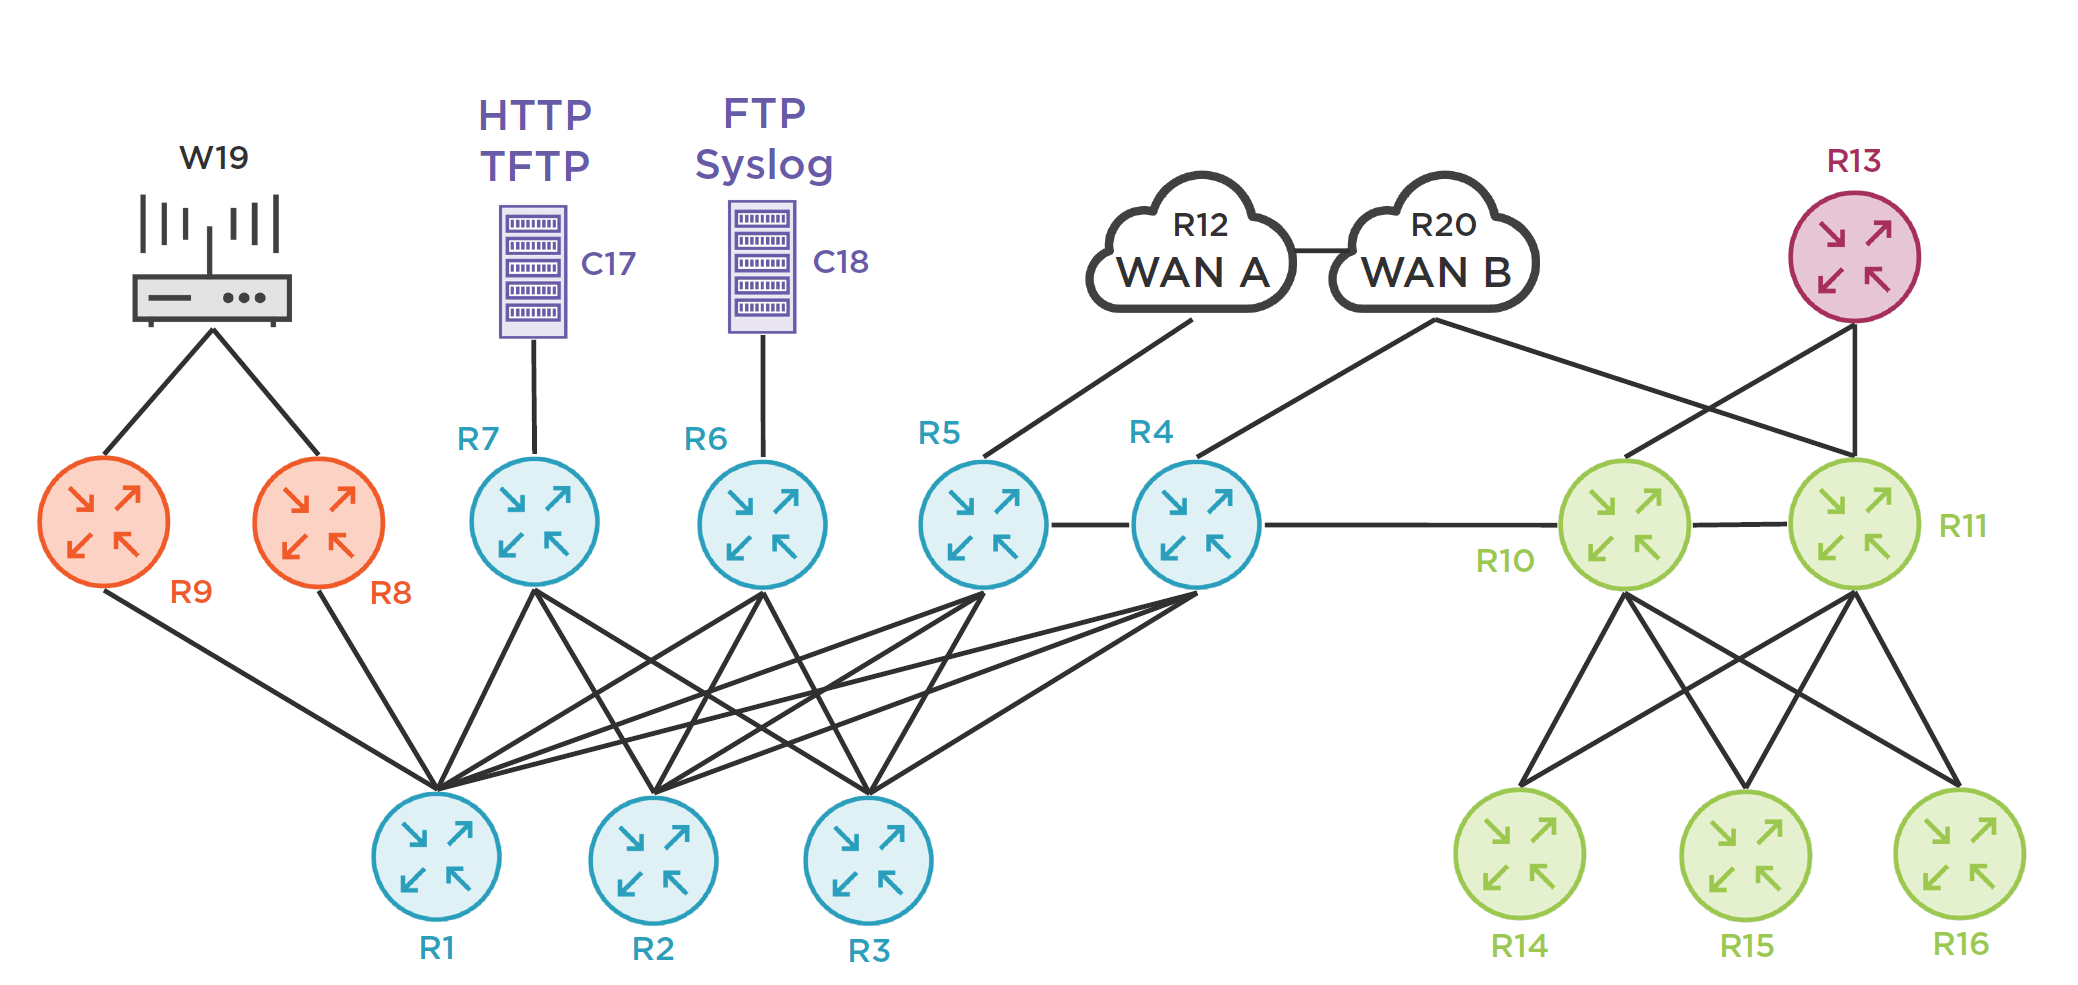 HTTP
TFTP
FTP
Syslog
W19
C17
C18
R12
WAN A
R20
WAN B
R13
R7
R6
R5
R4
R9
R8
R10
R11
R1
R2
R3
R14
R15
R16